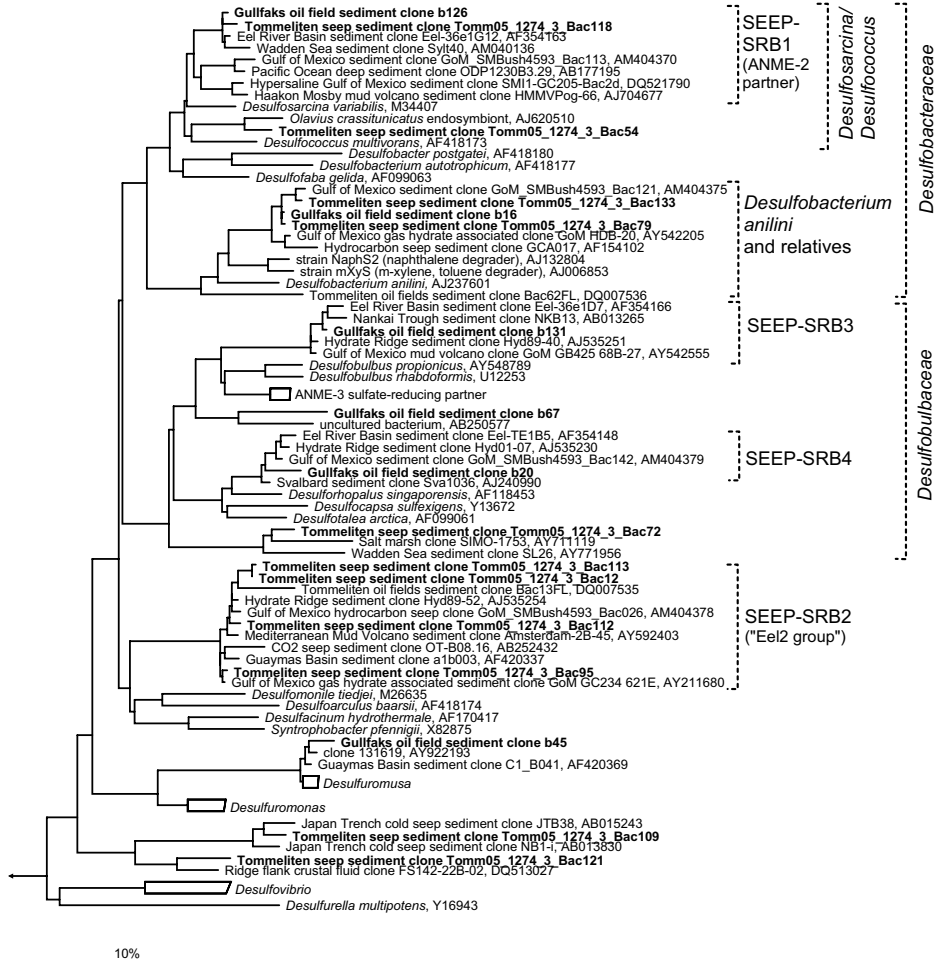 Gullfaks oil field sediment clone b126
Tommeliten seep sediment clone Tomm05_1274_3_Bac118
Eel River Basin sediment clone Eel-36e1G12, AF354163
Wadden Sea sediment clone Sylt40, AM040136
Gulf of Mexico sediment clone GoM_SMBush4593_Bac113, AM404370
Pacific Ocean deep sediment clone ODP1230B3.29, AB177195
Hypersaline Gulf of Mexico sediment clone SMI1-GC205-Bac2d, DQ521790
Haakon Mosby mud volcano sediment clone HMMVPog-66, AJ704677
Desulfosarcina variabilis, M34407
Olavius crassitunicatus endosymbiont, AJ620510
Tommeliten seep sediment clone Tomm05_1274_3_Bac54
Desulfococcus multivorans, AF418173
Desulfobacter postgatei, AF418180
Desulfobacterium autotrophicum, AF418177
Desulfofaba gelida, AF099063
Gulf of Mexico sediment clone GoM_SMBush4593_Bac121, AM404375
Tommeliten seep sediment clone Tomm05_1274_3_Bac133
Gullfaks oil field sediment clone b16
Tommeliten seep sediment clone Tomm05_1274_3_Bac79
Gulf of Mexico gas hydrate associated clone GoM HDB-20, AY542205
Hydrocarbon seep sediment clone GCA017, AF154102
strain NaphS2 (naphthalene degrader), AJ132804
strain mXyS (m-xylene, toluene degrader), AJ006853
Desulfobacterium anilini, AJ237601
Tommeliten oil fields sediment clone Bac62FL, DQ007536
Eel River Basin sediment clone Eel-36e1D7, AF354166
Nankai Trough sediment clone NKB13, AB013265
Gullfaks oil field sediment clone b131
Hydrate Ridge sediment clone Hyd89-40, AJ535251
Gulf of Mexico mud volcano clone GoM GB425 68B-27, AY542555
Desulfobulbus propionicus, AY548789
Desulfobulbus rhabdoformis, U12253
ANME-3 sulfate-reducing partner
Gullfaks oil field sediment clone b67
uncultured bacterium, AB250577
Eel River Basin sediment clone Eel-TE1B5, AF354148
Hydrate Ridge sediment clone Hyd01-07, AJ535230
Gulf of Mexico sediment clone GoM_SMBush4593_Bac142, AM404379
Gullfaks oil field sediment clone b20
Svalbard sediment clone Sva1036, AJ240990
Desulforhopalus singaporensis, AF118453
Desulfocapsa sulfexigens, Y13672
Desulfotalea arctica, AF099061
Tommeliten seep sediment clone Tomm05_1274_3_Bac72
Salt marsh clone SIMO-1753, AY711119
Wadden Sea sediment clone SL26, AY771956
Tommeliten seep sediment clone Tomm05_1274_3_Bac113
Tommeliten seep sediment clone Tomm05_1274_3_Bac12
Tommeliten oil fields sediment clone Bac13FL, DQ007535
Hydrate Ridge sediment clone Hyd89-52, AJ535254
Gulf of Mexico hydrocarbon seep clone GoM_SMBush4593_Bac026, AM404378
Tommeliten seep sediment clone Tomm05_1274_3_Bac112
Mediterranean Mud Volcano sediment clone Amsterdam-2B-45, AY592403
CO2 seep sediment clone OT-B08.16, AB252432
Guaymas Basin sediment clone a1b003, AF420337
Tommeliten seep sediment clone Tomm05_1274_3_Bac95
Gulf of Mexico gas hydrate associated sediment clone GoM GC234 621E, AY211680
Desulfomonile tiedjei, M26635
Desulfoarculus baarsii, AF418174
Desulfacinum hydrothermale, AF170417
Syntrophobacter pfennigii, X82875
Gullfaks oil field sediment clone b45
clone 131619, AY922193
Guaymas Basin sediment clone C1_B041, AF420369
Desulfuromusa
Desulfuromonas
Japan Trench cold seep sediment clone JTB38, AB015243
Tommeliten seep sediment clone Tomm05_1274_3_Bac109
Japan Trench cold seep sediment clone NB1-i, AB013830
Tommeliten seep sediment clone Tomm05_1274_3_Bac121
Ridge flank crustal fluid clone FS142-22B-02, DQ513027
Desulfovibrio
Desulfurella multipotens, Y16943
10%
SEEP-
SRB1
(ANME-2
partner)
Desulfosarcina/
Desulfococcus
Desulfobacteraceae
Desulfobacterium
anilini
and relatives
SEEP-SRB3
SEEP-SRB4
Desulfobulbaceae
SEEP-SRB2
("Eel2 group")